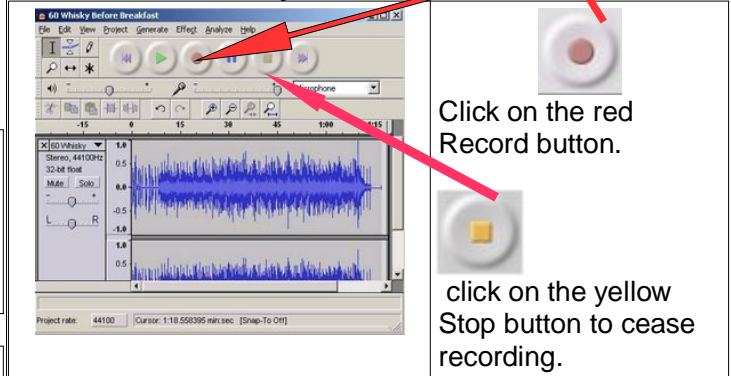 60 Whisky Before Breakfast
File Edit View Project Generate Effect Analyze Help
Microphone
-15 0 15 30 45 1:00 1:15
60 Whisky
Stereo, 44100Hz
32-bit float
Mute Solo
- +
L R
1.0
0.5
0.0
-0.5
-1.0
1.0
0.5
Project rate: 44100 Cursor: 1:18.558395 min:sec [Snap-To Off]
Click on the red
Record button.
click on the yellow
Stop button to cease
recording.